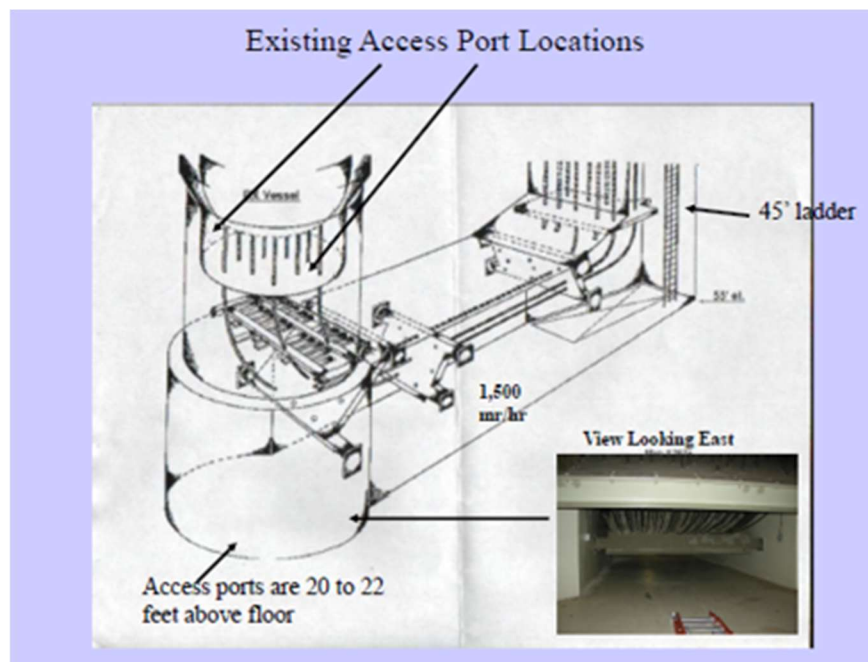 Existing Access Port Locations
Vessel
45' ladder
55' el.
1,500
mr/hr
View Looking East
Access ports are 20 to 22
feet above floor